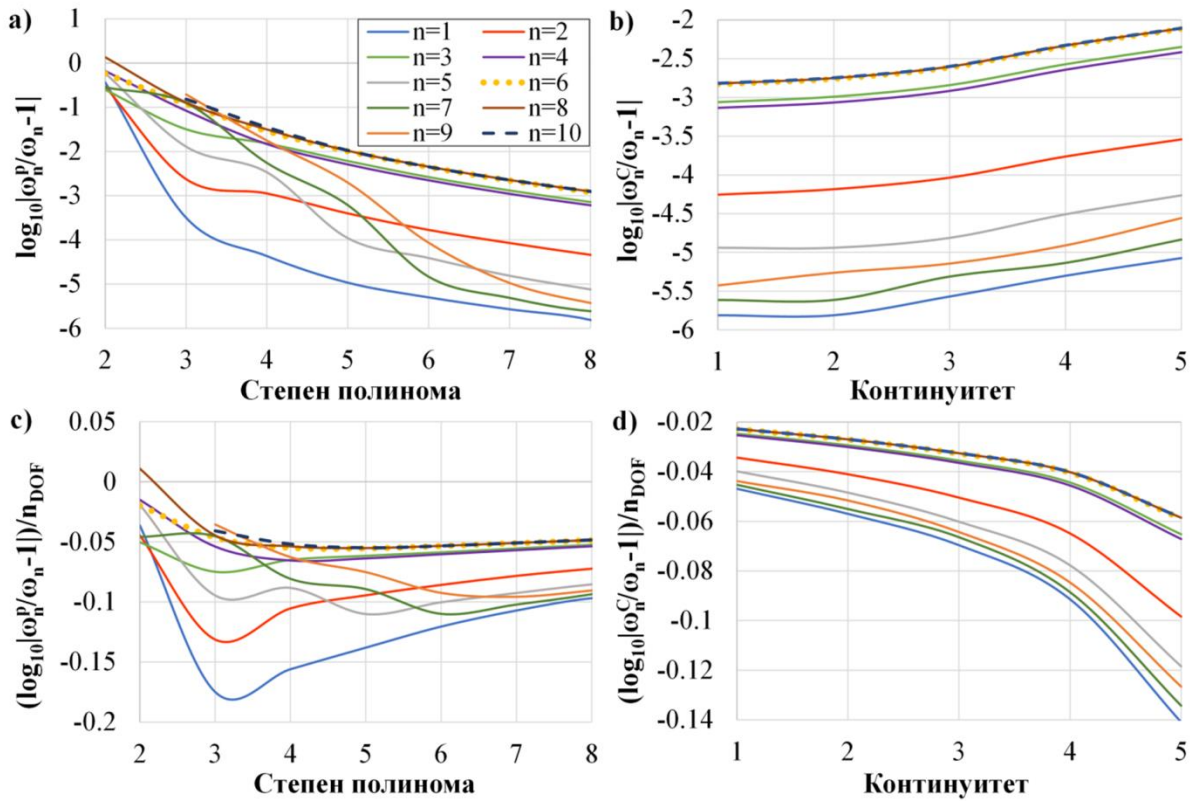 a)
log₁₀|ωₙᵖ/ωₙ-1|
1
0
-1
-2
-3
-4
-5
-6
2 3 4 5 6 7 8
Степен полинома
n=1 n=2
n=3 n=4
n=5 n=6
n=7 n=8
n=9 n=10
b)
log₁₀|ωₙᶜ/ωₙ-1|
-2
-2.5
-3
-3.5
-4
-4.5
-5
-5.5
-6
1 2 3 4 5
Континуитет
c)
(log₁₀|ωₙᵖ/ωₙ-1|)/n_DOF
0.05
0
-0.05
-0.1
-0.15
-0.2
2 3 4 5 6 7 8
Степен полинома
d)
(log₁₀|ωₙᶜ/ωₙ-1|)/n_DOF
-0.02
-0.04
-0.06
-0.08
-0.1
-0.12
-0.14
1 2 3 4 5
Континуитет